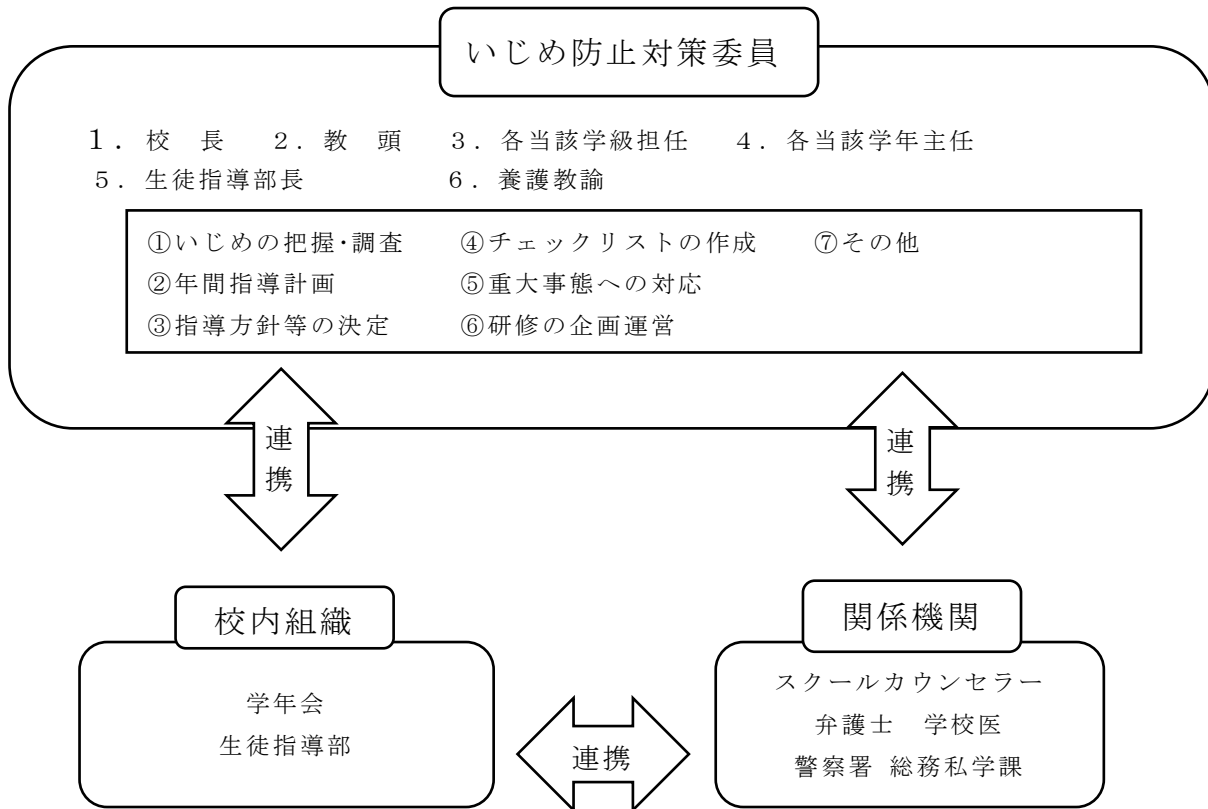 いじめ防止対策委員
１．校　長　２．教　頭　３．各当該学級担任　４．各当該学年主任
５．生徒指導部長　６．養護教諭
①いじめの把握･調査　④チェックリストの作成　⑦その他
②年間指導計画　⑤重大事態への対応
③指導方針等の決定　⑥研修の企画運営
連携
連携
校内組織
学年会
生徒指導部
連携
関係機関
スクールカウンセラー
弁護士　学校医
警察署 総務私学課